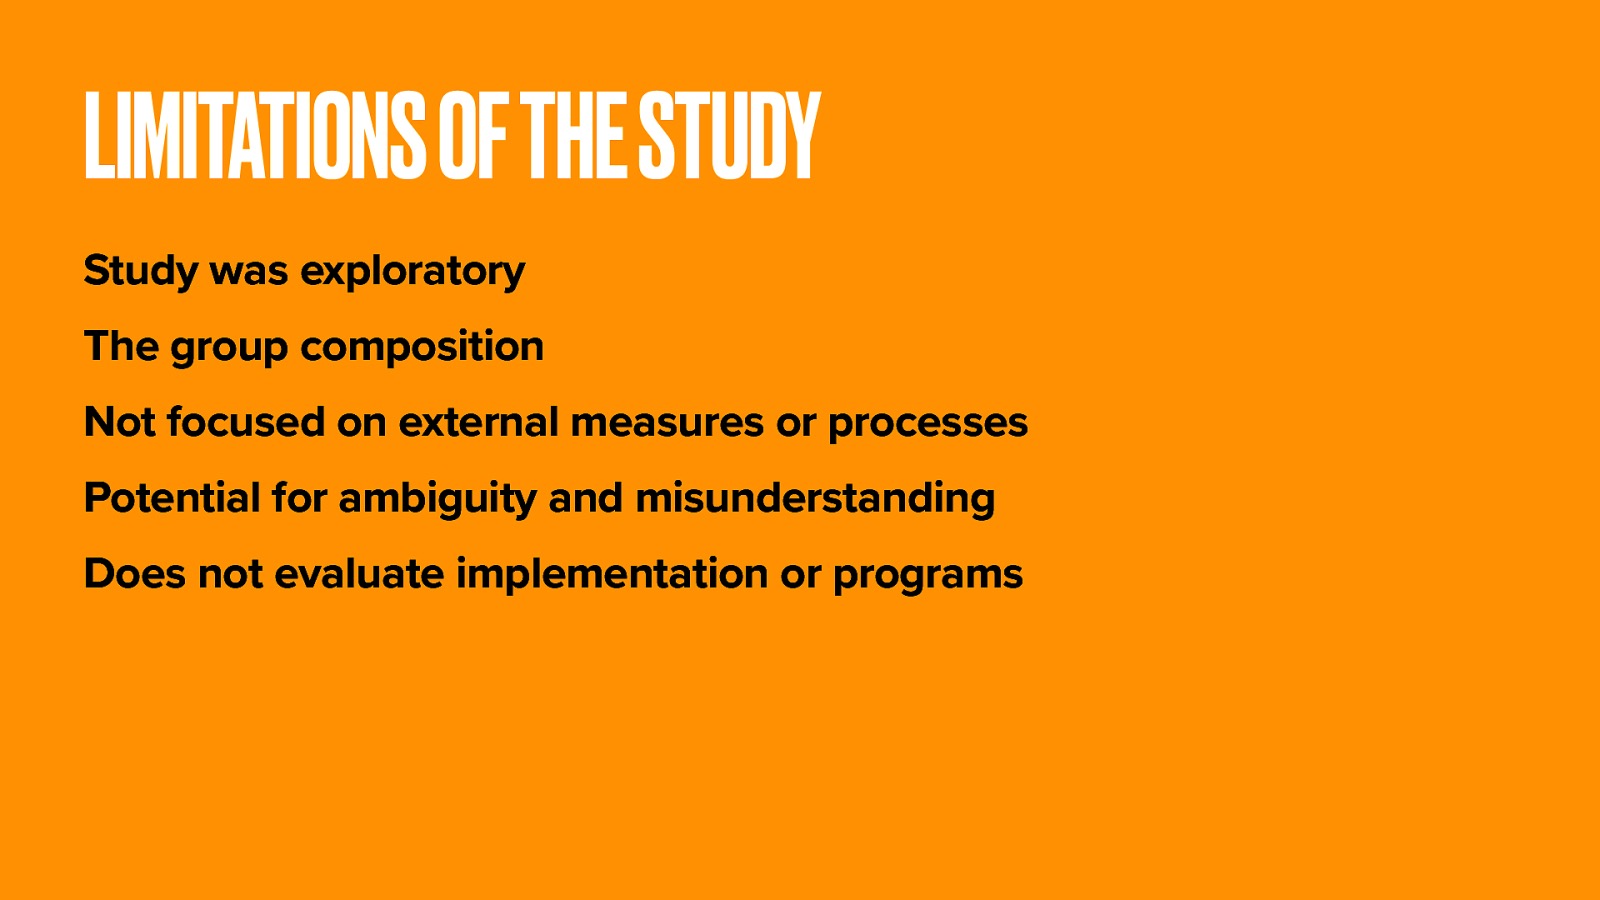 LIMITATIONS OF THE STUDY
Study was exploratory
The group composition
Not focused on external measures or processes
Potential for ambiguity and misunderstanding
Does not evaluate implementation or programs